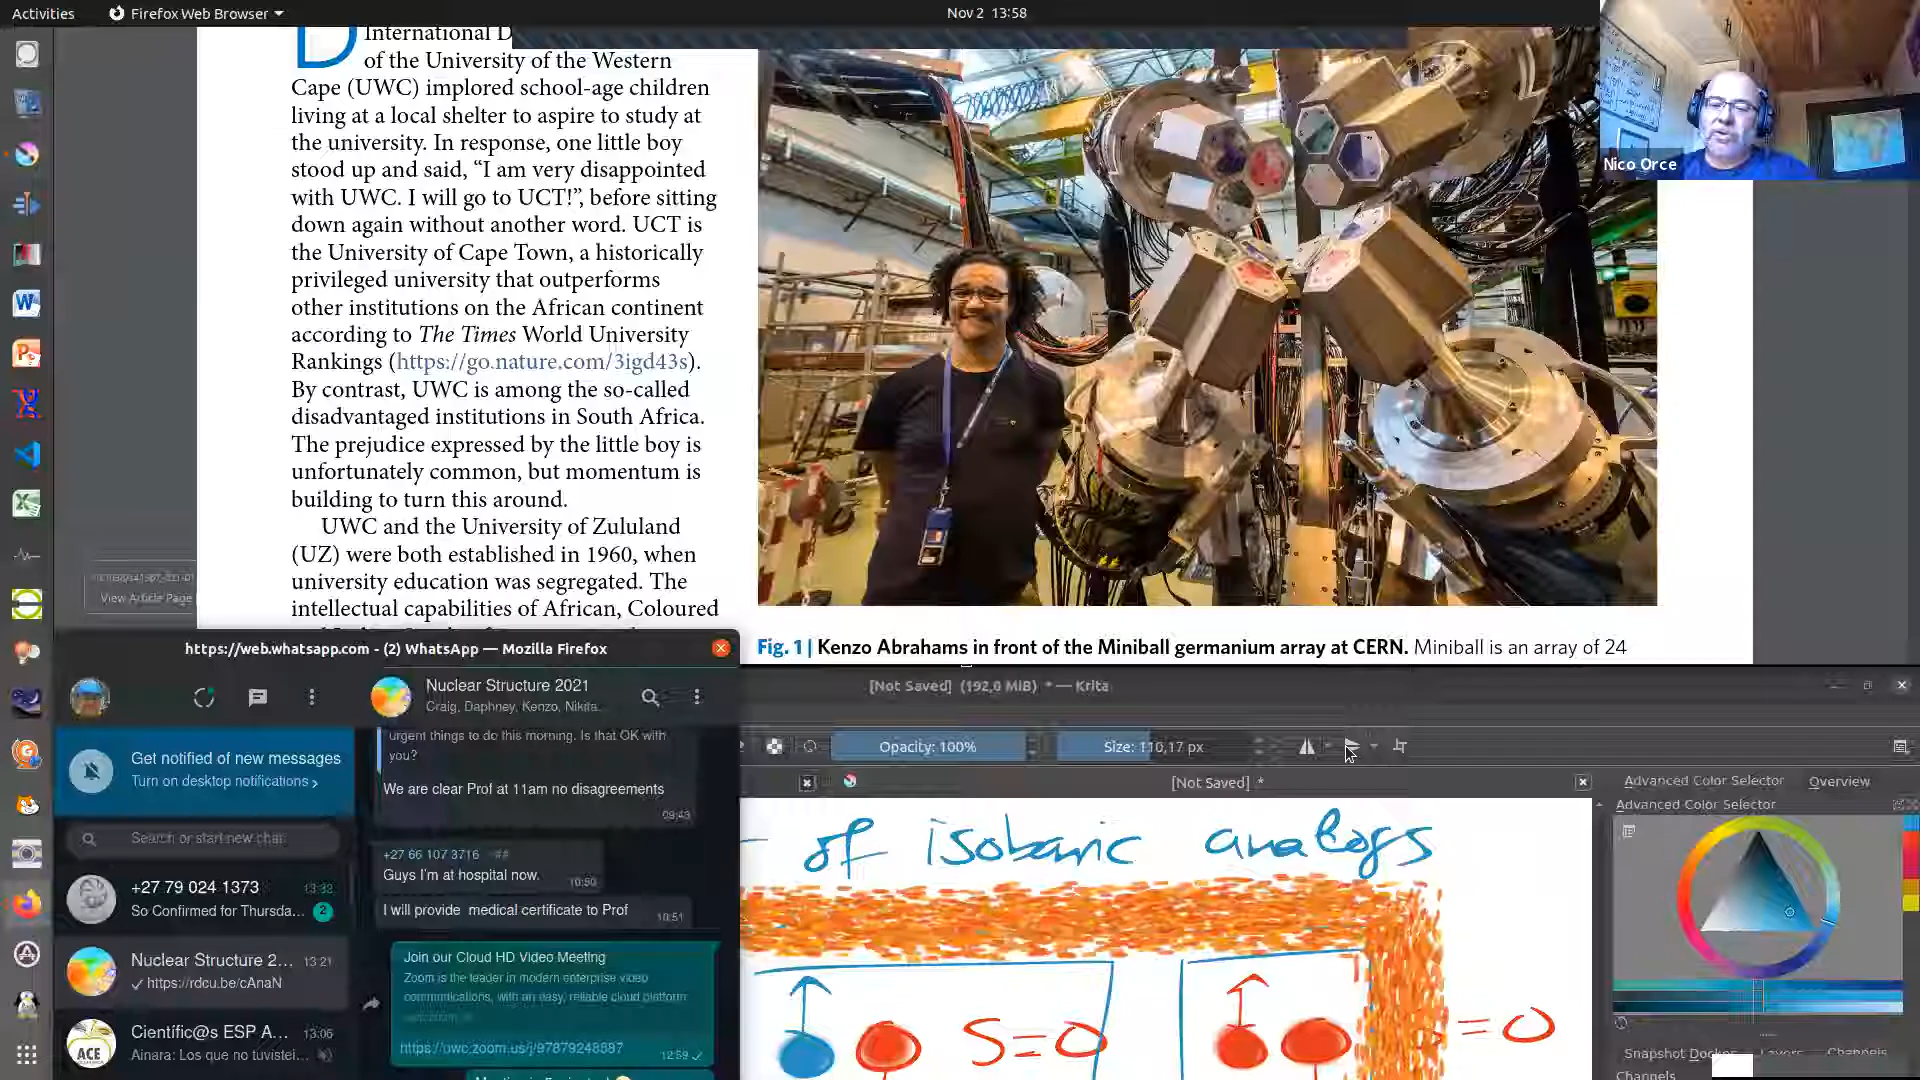 Activities
Firefox Web Browser
Nov 2 13:58
D
International D
of the University of the Western
Cape (UWC) implored school-age children
living at a local shelter to aspire to study at
the university. In response, one little boy
stood up and said, “I am very disappointed
with UWC. I will go to UCT!”, before sitting
down again without another word. UCT is
the University of Cape Town, a historically
privileged university that outperforms
other institutions on the African continent
according to The Times World University
Rankings (https://go.nature.com/3igd43s).
By contrast, UWC is among the so-called
disadvantaged institutions in South Africa.
The prejudice expressed by the little boy is
unfortunately common, but momentum is
building to turn this around.
UWC and the University of Zululand
(UZ) were both established in 1960, when
university education was segregated. The
intellectual capabilities of African, Coloured
View Article Page
Nico Orce
Fig. 1 | Kenzo Abrahams in front of the Miniball germanium array at CERN. Miniball is an array of 24
https://web.whatsapp.com - (2) WhatsApp — Mozilla Firefox
Nuclear Structure 2021
Craig, Daphney, Kenzo, Nikita...
Get notified of new messages
Turn on desktop notifications ›
Search or start new chat
+27 79 024 1373
13:33
So Confirmed for Thursda...
2
Nuclear Structure 2...
13:21
https://rdcu.be/cAnaN
Científic@s ESP A...
13:06
Ainara: Los que no tuvistei...
ACE
urgent things to do this morning. Is that OK with
you?
We are clear Prof at 11am no disagreements
09:43
+27 66 107 3716 ~##
Guys I'm at hospital now.
10:50
I will provide medical certificate to Prof
10:51
Join our Cloud HD Video Meeting
Zoom is the leader in modern enterprise video
communications, with an easy, reliable cloud platform
https://uwc.zoom.us/j/97879248587
12:59
[Not Saved] (192,0 MiB) * — Krita
Opacity: 100%
Size: 110,17 px
[Not Saved] *
Advanced Color Selector
Overview
Advanced Color Selector
of isobaric analogs
S=0
=0
Snapshot Docker
Layers
Channels
Channels